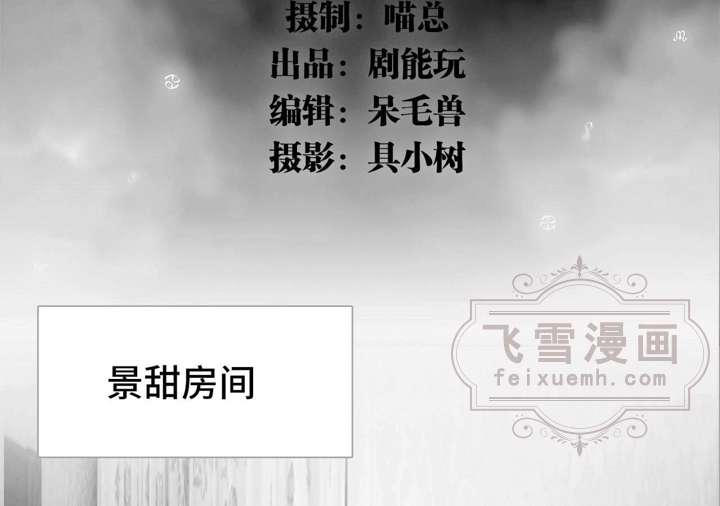 摄制：喵总
出品：剧能玩
编辑：呆毛兽
摄影：具小树
景甜房间
飞雪漫画
feixuemh.com